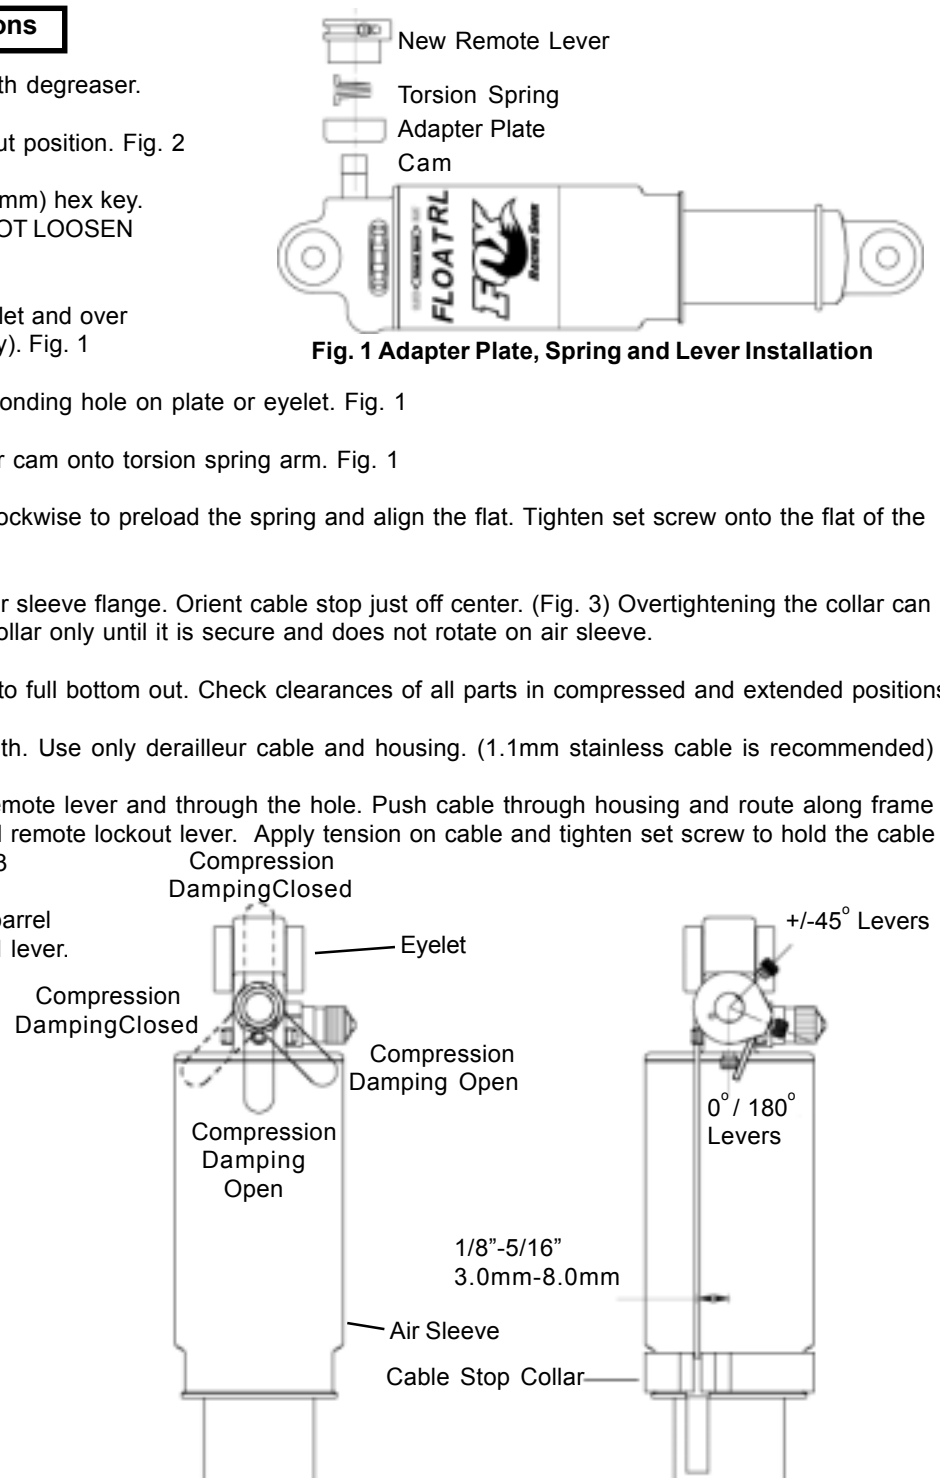 ons
New Remote Lever
th degreaser.
Torsion Spring
ut position. Fig. 2
Adapter Plate
Cam
mm) hex key.
OT LOOSEN
FLOAT RL
FOX
RACING SHOX
let and over
y). Fig. 1
Fig. 1 Adapter Plate, Spring and Lever Installation
onding hole on plate or eyelet. Fig. 1
r cam onto torsion spring arm. Fig. 1
ockwise to preload the spring and align the flat. Tighten set screw onto the flat of the
r sleeve flange. Orient cable stop just off center. (Fig. 3) Overtightening the collar can
ollar only until it is secure and does not rotate on air sleeve.
to full bottom out. Check clearances of all parts in compressed and extended positions
th. Use only derailleur cable and housing. (1.1mm stainless cable is recommended)
emote lever and through the hole. Push cable through housing and route along frame
l remote lockout lever. Apply tension on cable and tighten set screw to hold the cable
3
Compression
DampingClosed
parrel
l lever.
Eyelet
+/-45° Levers
Compression
DampingClosed
Compression
Damping Open
Compression
Damping
Open
0°/ 180°
Levers
1/8”-5/16”
3.0mm-8.0mm
Air Sleeve
Cable Stop Collar